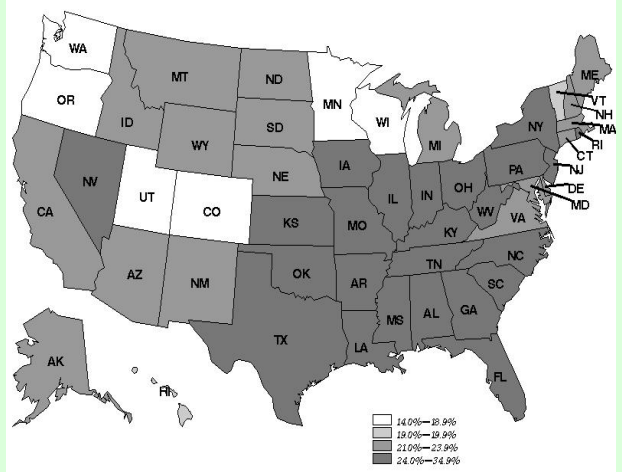 WA
OR
CA
NV
ID
MT
WY
UT
CO
AZ
NM
ND
SD
NE
KS
OK
TX
MN
IA
MO
AR
LA
WI
IL
MI
IN
OH
KY
TN
MS
AL
GA
FL
SC
NC
VA
WV
PA
NY
ME
VT
NH
MA
RI
CT
NJ
DE
MD
AK
RI
14.0%—18.9%
19.0%—19.9%
21.0%—23.9%
24.0%—34.9%